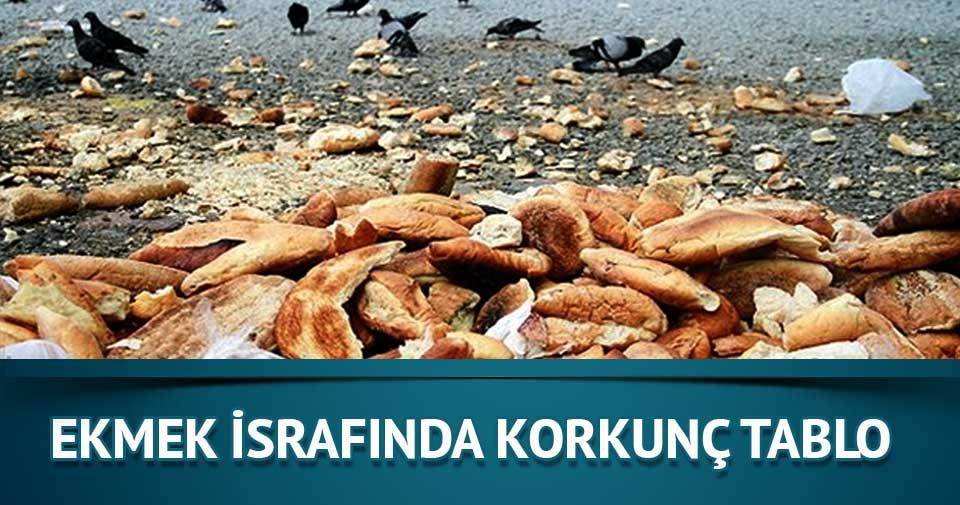 EKMEK İSRAFINDA KORKUNÇ TABLO